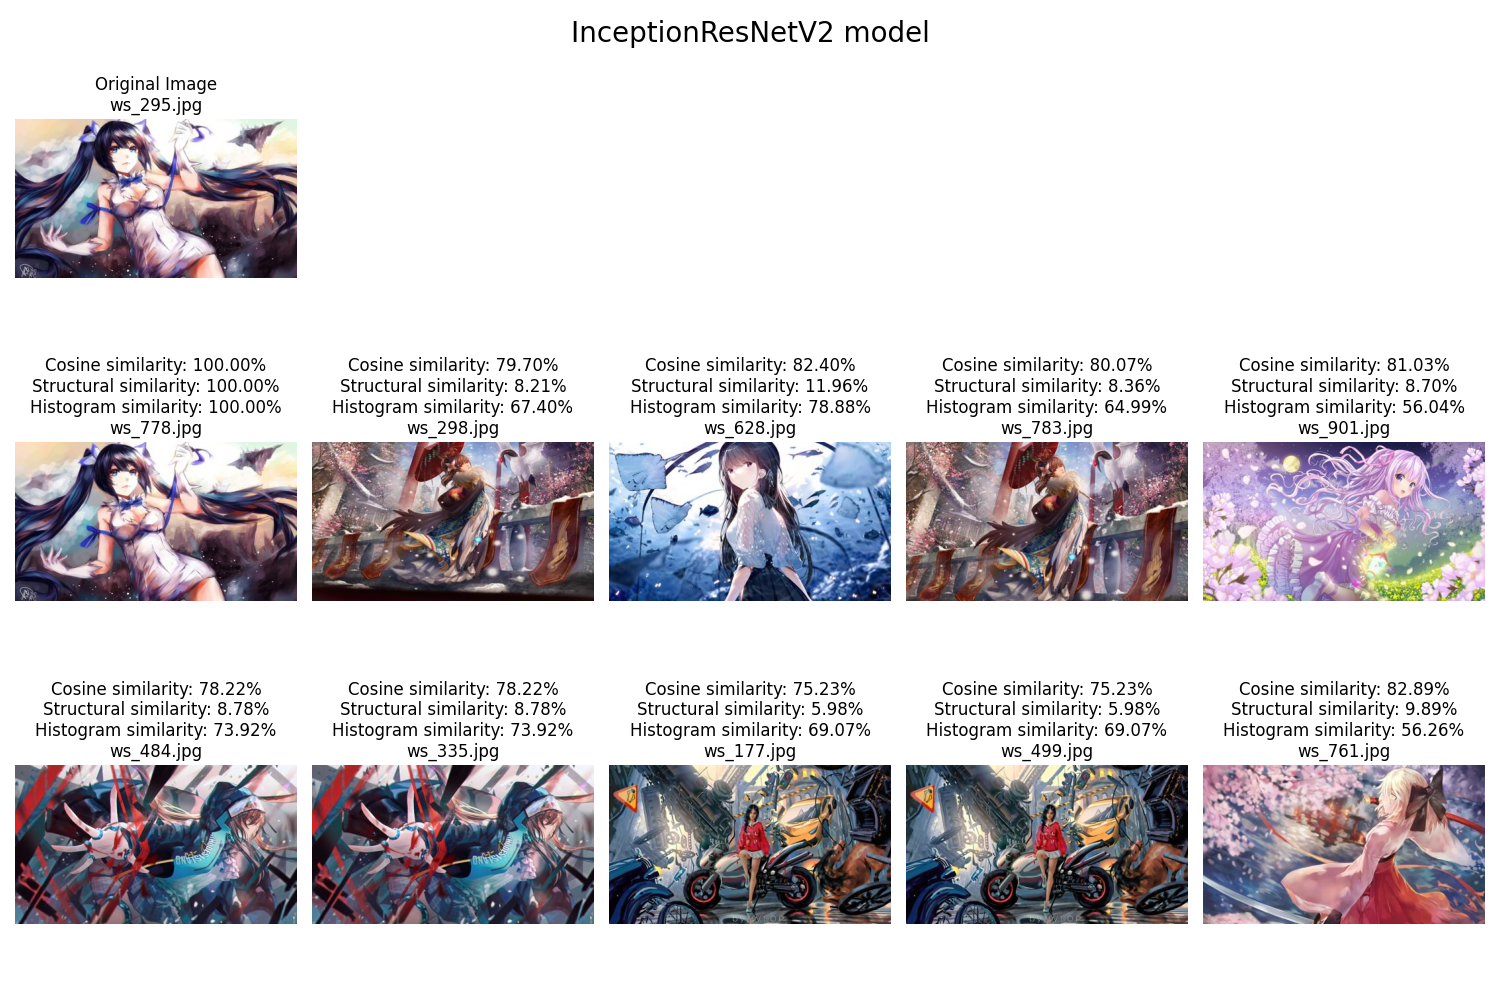 InceptionResNetV2 model
Original Image
ws_295.jpg
Cosine similarity: 100.00%
Structural similarity: 100.00%
Histogram similarity: 100.00%
ws_778.jpg
Cosine similarity: 79.70%
Structural similarity: 8.21%
Histogram similarity: 67.40%
ws_298.jpg
Cosine similarity: 82.40%
Structural similarity: 11.96%
Histogram similarity: 78.88%
ws_628.jpg
Cosine similarity: 80.07%
Structural similarity: 8.36%
Histogram similarity: 64.99%
ws_783.jpg
Cosine similarity: 81.03%
Structural similarity: 8.70%
Histogram similarity: 56.04%
ws_901.jpg
Cosine similarity: 78.22%
Structural similarity: 8.78%
Histogram similarity: 73.92%
ws_484.jpg
Cosine similarity: 78.22%
Structural similarity: 8.78%
Histogram similarity: 73.92%
ws_335.jpg
Cosine similarity: 75.23%
Structural similarity: 5.98%
Histogram similarity: 69.07%
ws_177.jpg
Cosine similarity: 75.23%
Structural similarity: 5.98%
Histogram similarity: 69.07%
ws_499.jpg
Cosine similarity: 82.89%
Structural similarity: 9.89%
Histogram similarity: 56.26%
ws_761.jpg